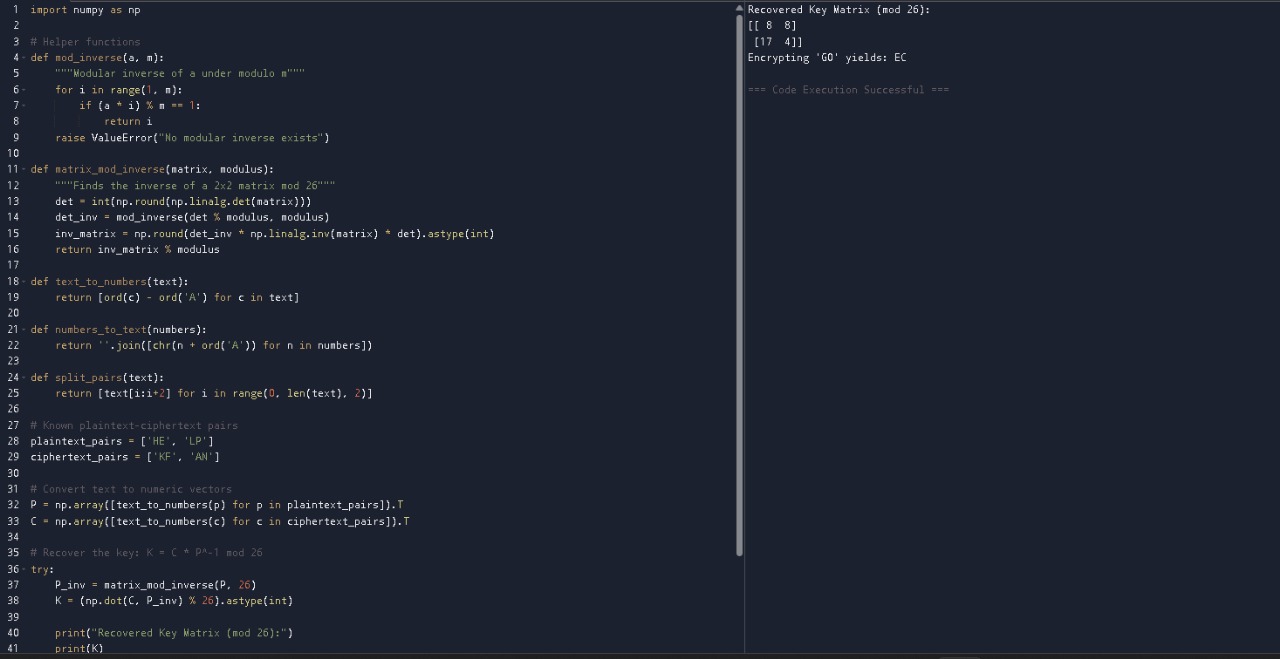 1 import numpy as np
2
3 # Helper functions
4 def mod_inverse(a, m):
5 """Modular inverse of a under modulo m"""
6 for i in range(1, m):
7 if (a * i) % m == 1:
8 return i
9 raise ValueError("No modular inverse exists")
10
11 def matrix_mod_inverse(matrix, modulus):
12 """Finds the inverse of a 2x2 matrix mod 26"""
13 det = int(np.round(np.linalg.det(matrix)))
14 det_inv = mod_inverse(det % modulus, modulus)
15 inv_matrix = np.round(det_inv * np.linalg.inv(matrix) * det).astype(int)
16 return inv_matrix % modulus
17
18 def text_to_numbers(text):
19 return [ord(c) - ord('A') for c in text]
20
21 def numbers_to_text(numbers):
22 return ''.join([chr(n + ord('A')) for n in numbers])
23
24 def split_pairs(text):
25 return [text[i:i+2] for i in range(0, len(text), 2)]
26
27 # Known plaintext-ciphertext pairs
28 plaintext_pairs = ['HE', 'LP']
29 ciphertext_pairs = ['KF', 'AN']
30
31 # Convert text to numeric vectors
32 P = np.array([text_to_numbers(p) for p in plaintext_pairs]).T
33 C = np.array([text_to_numbers(c) for c in ciphertext_pairs]).T
34
35 # Recover the key: K = C * P^-1 mod 26
36 try:
37 P_inv = matrix_mod_inverse(P, 26)
38 K = (np.dot(C, P_inv) % 26).astype(int)
39
40 print("Recovered Key Matrix (mod 26):")
41 print(K)
Recovered Key Matrix (mod 26):
[[ 8 8]
[17 4]]
Encrypting 'GO' yields: EC
=== Code Execution Successful ===